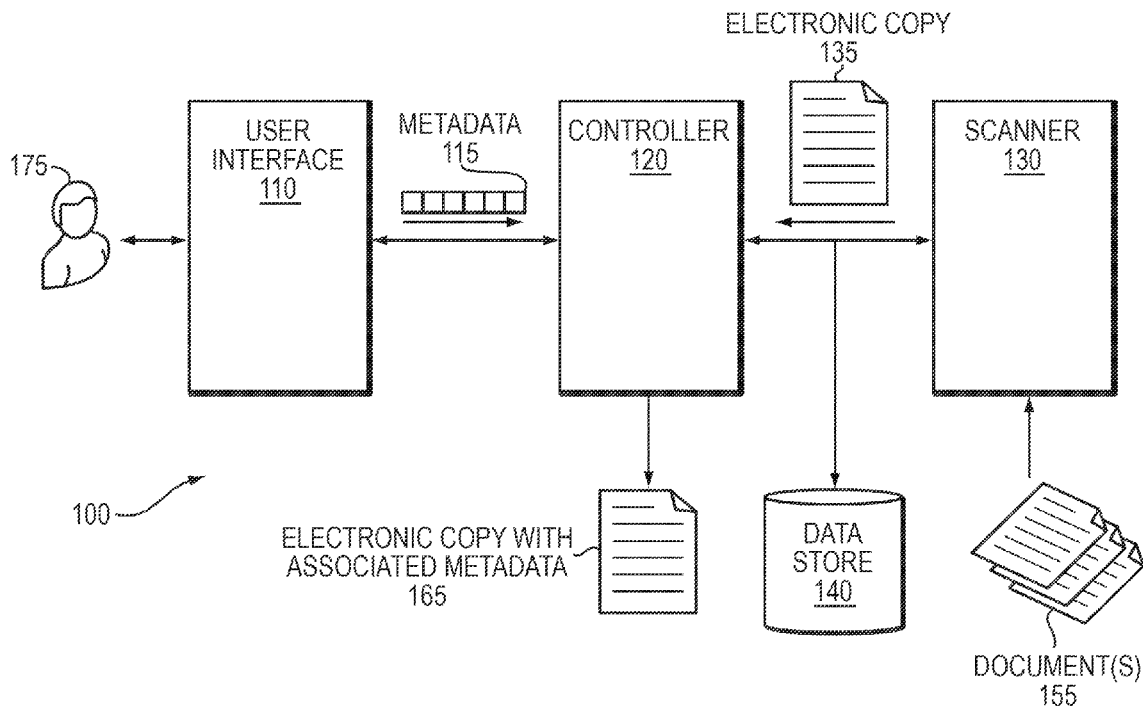 ELECTRONIC COPY
135
175
USER
INTERFACE
110
METADATA
115
CONTROLLER
120
SCANNER
130
100
ELECTRONIC COPY WITH
ASSOCIATED METADATA
165
DATA
STORE
140
DOCUMENT(S)
155